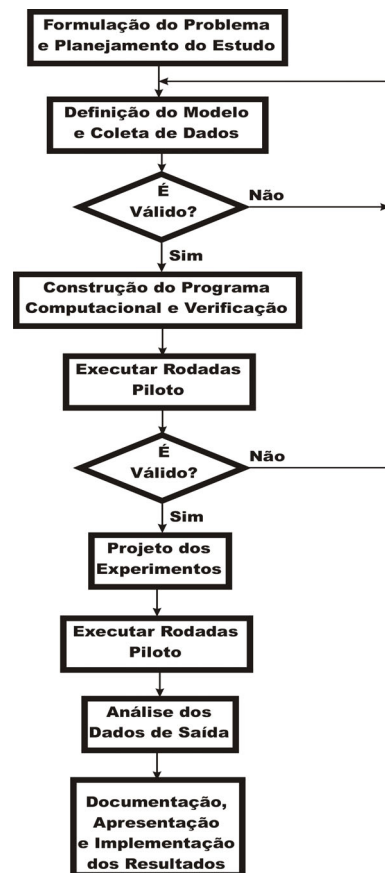 Formulação do Problema
e Planejamento do Estudo
Definição do Modelo
e Coleta de Dados
É
Válido?
Não
Sim
Construção do Programa
Computacional e Verificação
Executar Rodadas
Piloto
É
Válido?
Não
Sim
Projeto dos
Experimentos
Executar Rodadas
Piloto
Análise dos
Dados de Saída
Documentação,
Apresentação
e Implementação
dos Resultados